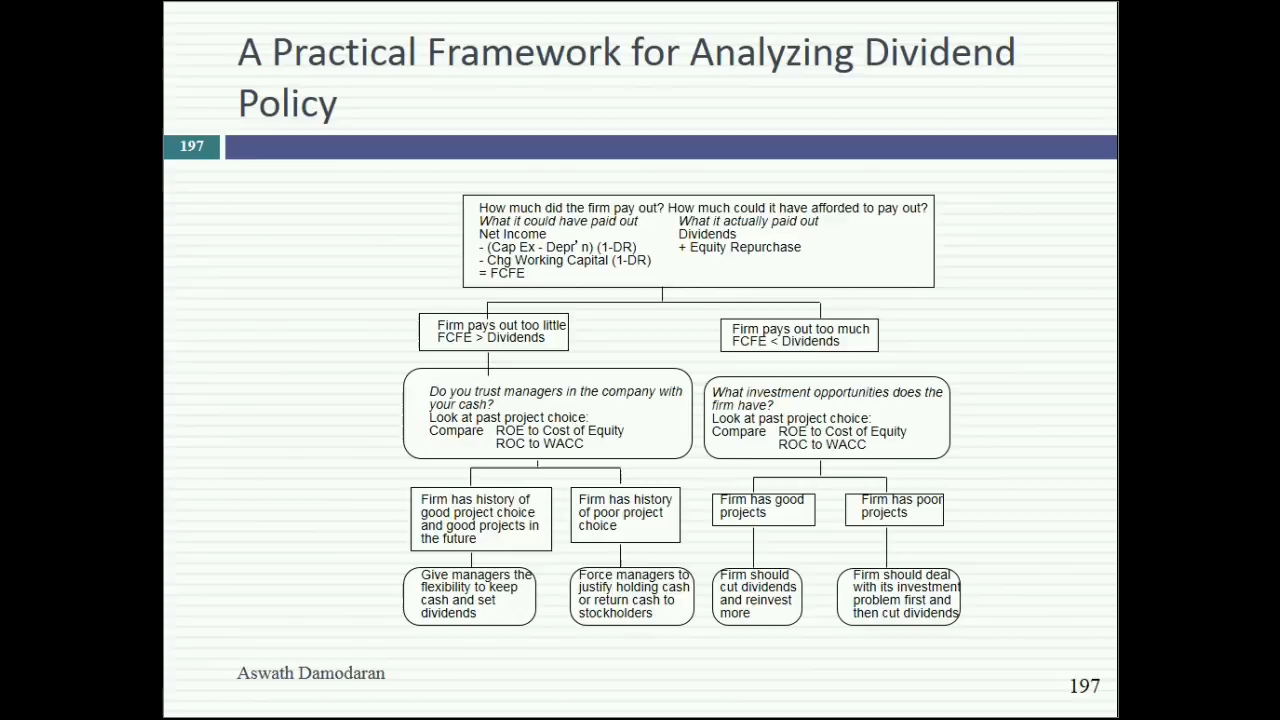 A Practical Framework for Analyzing Dividend
Policy
197
How much did the firm pay out? How much could it have afforded to pay out?
What it could have paid out What it actually paid out
Net Income Dividends
- (Cap Ex - Depr’n) (1-DR) + Equity Repurchase
- Chg Working Capital (1-DR)
= FCFE
Firm pays out too little
FCFE > Dividends
Firm pays out too much
FCFE < Dividends
Do you trust managers in the company with
your cash?
Look at past project choice:
Compare ROE to Cost of Equity
ROC to WACC
What investment opportunities does the
firm have?
Look at past project choice:
Compare ROE to Cost of Equity
ROC to WACC
Firm has history of
good project choice
and good projects in
the future
Firm has history
of poor project
choice
Firm has good
projects
Firm has poor
projects
Give managers the
flexibility to keep
cash and set
dividends
Force managers to
justify holding cash
or return cash to
stockholders
Firm should
cut dividends
and reinvest
more
Firm should deal
with its investment
problem first and
then cut dividends
Aswath Damodaran
197